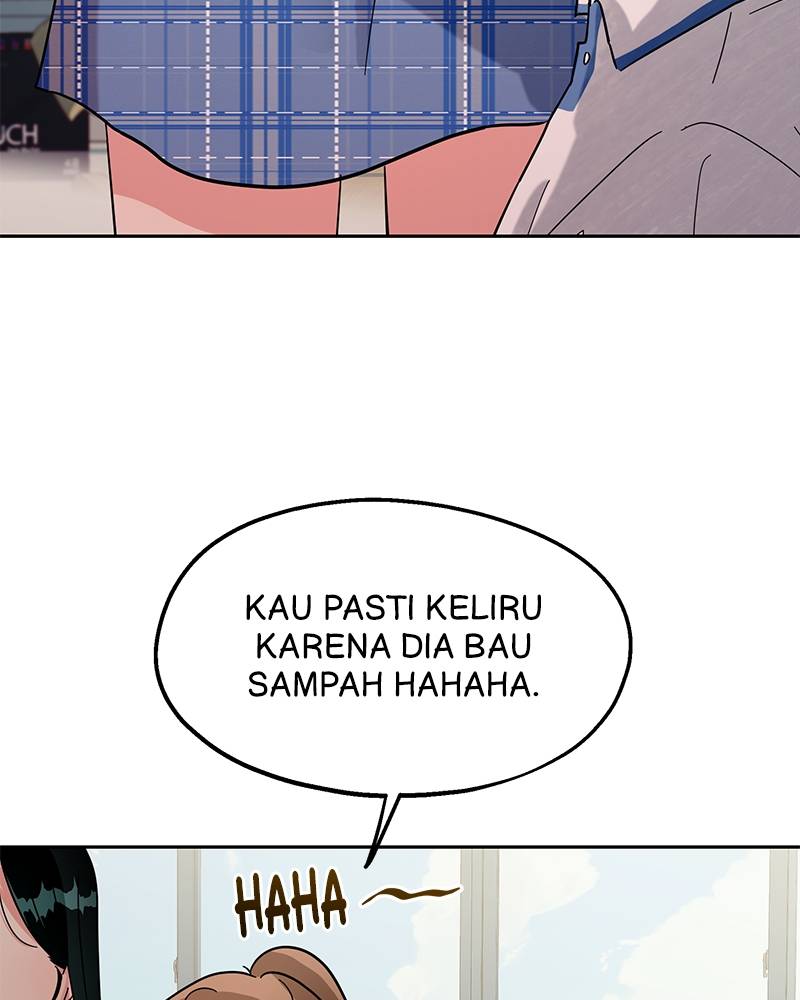 UCH
KAU PASTI KELIRU
KARENA DIA BAU
SAMPAH HAHAHA.
HAHA